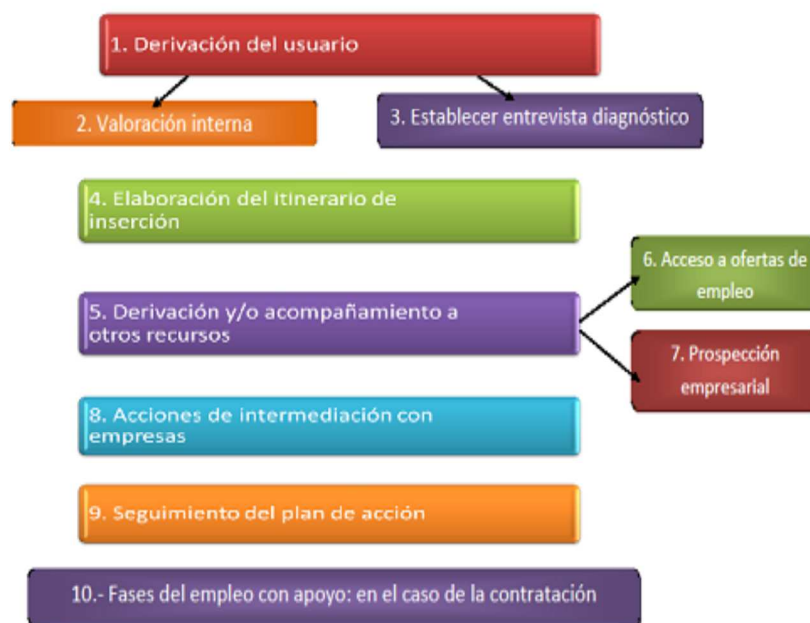 1. Derivación del usuario
2. Valoración interna
3. Establecer entrevista diagnóstico
4. Elaboración del itinerario de
inserción
5. Derivación y/o acompañamiento a
otros recursos
6. Acceso a ofertas de
empleo
7. Prospección
empresarial
8. Acciones de intermediación con
empresas
9. Seguimiento del plan de acción
10.- Fases del empleo con apoyo: en el caso de la contratación